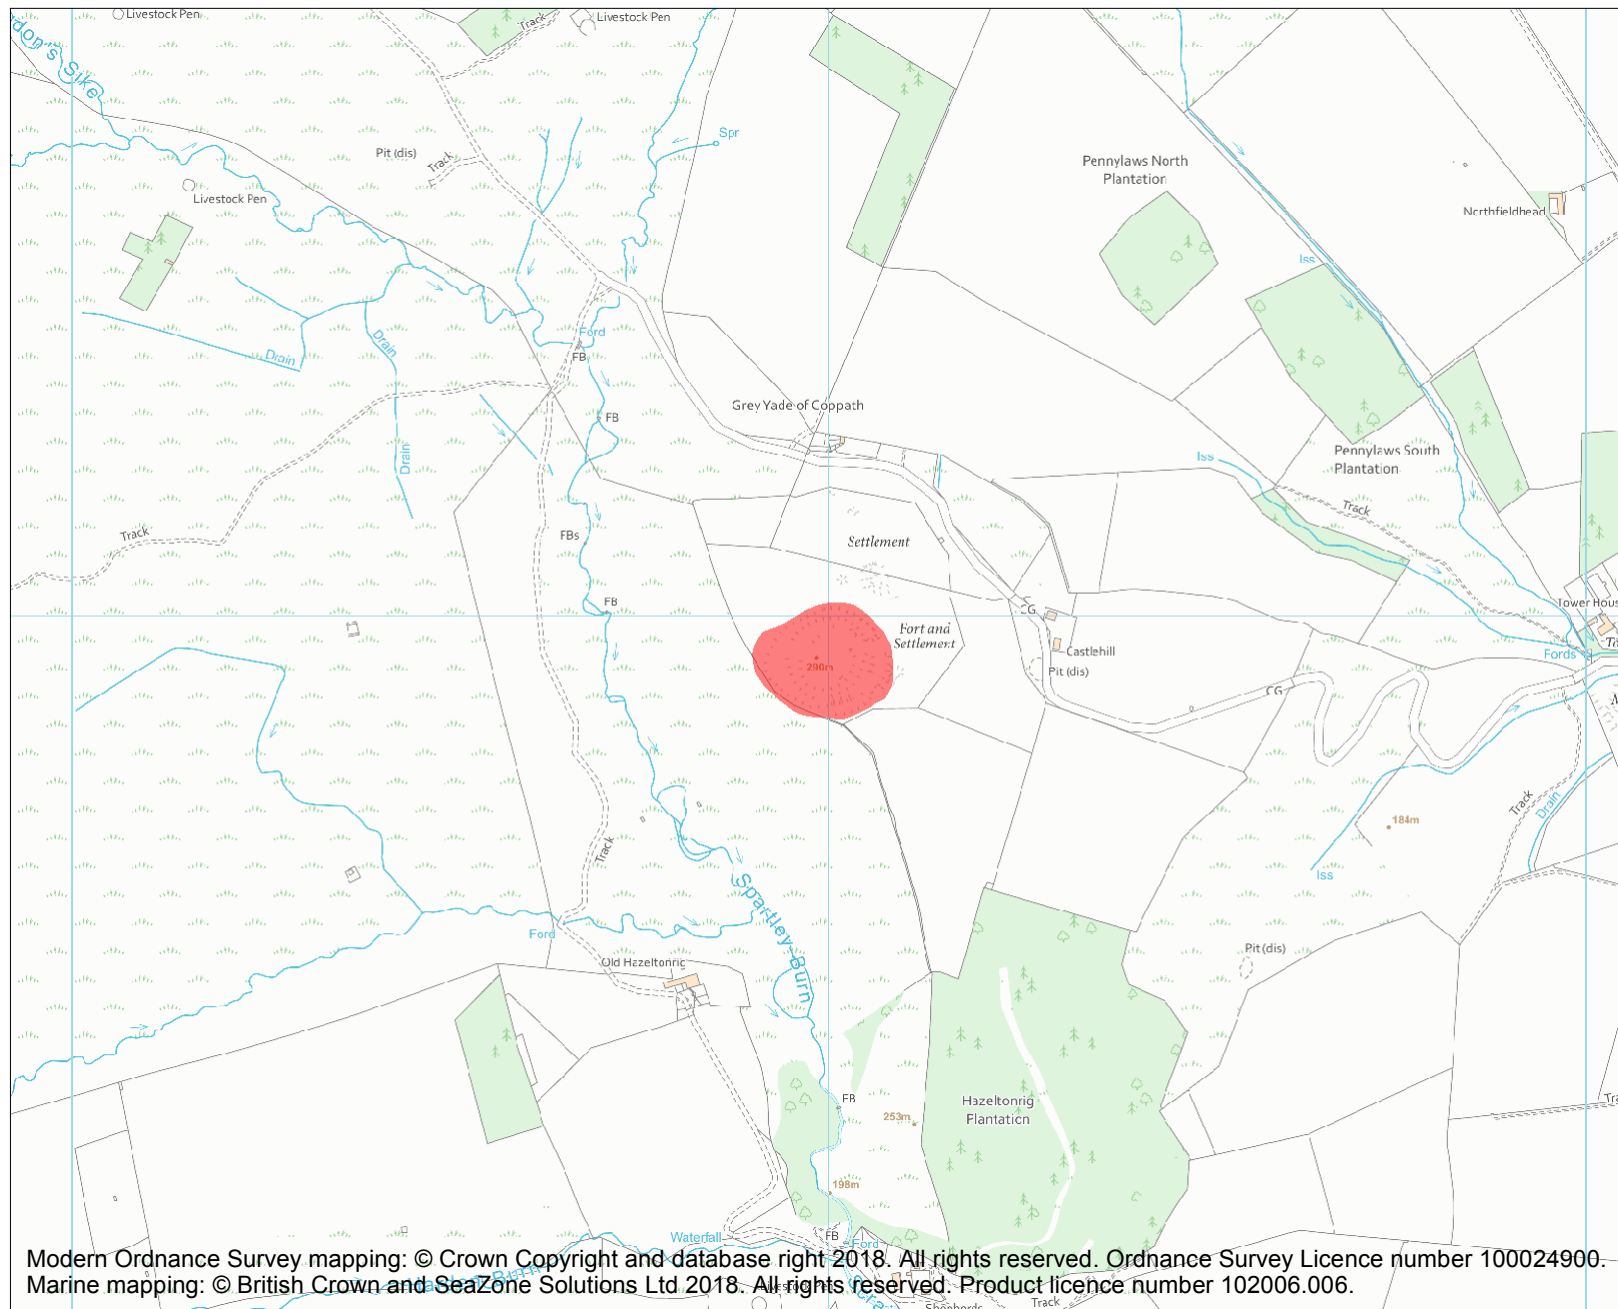 Livestock Pen
Track
Livestock Pen
don's Sike
Spr
Pit (dis)
Track
Pennylaws North
Plantation
Livestock Pen
Northfieldhead
Iss
Ford
Drain
Drain
FB
Grey Yade of Coppath
FB
Drain
Iss
Pennylaws South
Plantation
Track
Track
FBs
Settlement
FB
CG
Tower Hous
Fort and
Settlement
Castlehill
Fords
290m
Pit (dis)
CG
Track
Drain
184m
Track
Iss
Spartley Burn
Ford
Pit (dis)
Old Hazeltonric
FB
Hazeltonrig
Plantation
253m
Tra
198m
Waterfall
FB
Ford
Modern Ordnance Survey mapping: © Crown Copyright and database right 2018. All rights reserved. Ordnance Survey Licence number 100024900.
Marine mapping: © British Crown and SeaZone Solutions Ltd 2018. All rights reserved. Product licence number 102006.006.
Track